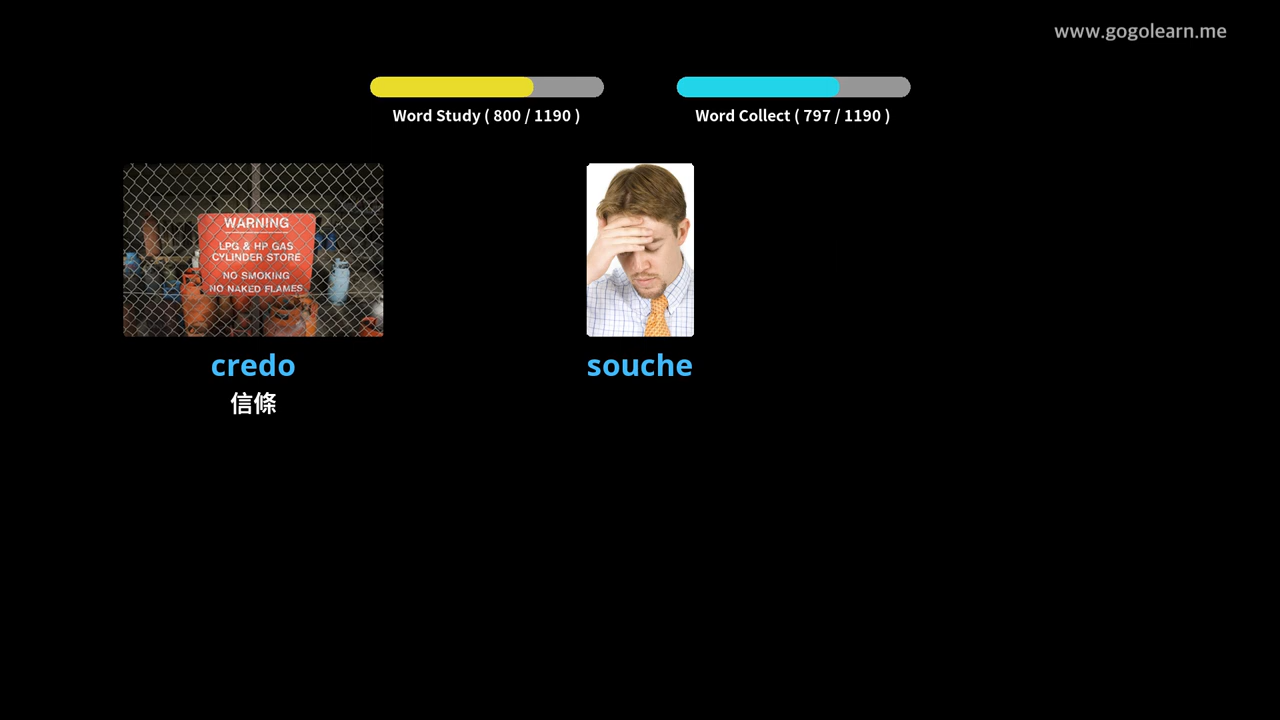 www.gogolearn.me
Word Study ( 800 / 1190 )
Word Collect ( 797 / 1190 )
WARNING
LPG & HP GAS
CYLINDER STORE
NO SMOKING
NO NAKED FLAMES
credo
信條
souche